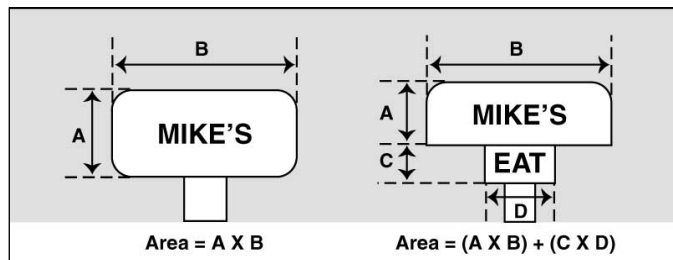 B
B
A
MIKE'S
A
MIKE'S
C
EAT
D
Area = A X B
Area = (A X B) + (C X D)